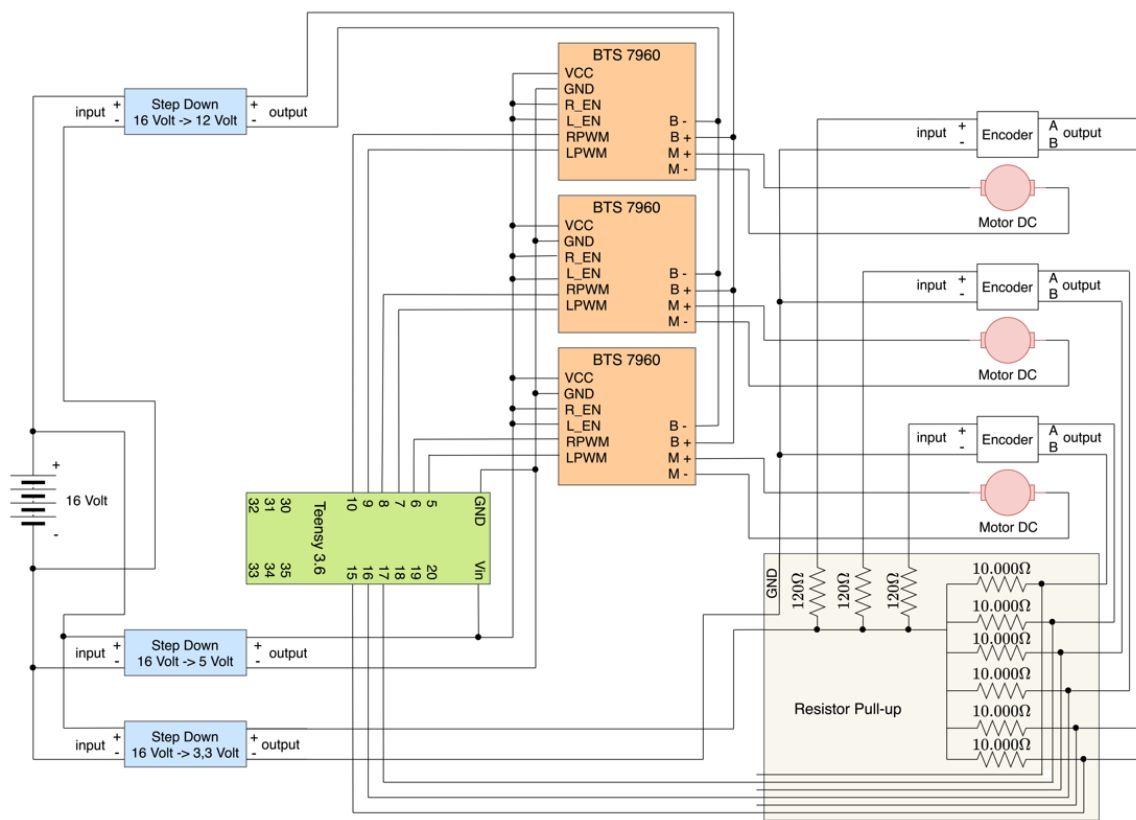 BTS 7960
VCC
GND
R_EN
L_EN
RPWM
LPWM
B -
B +
M +
M -
input
+
-
Step Down
16 Volt -> 12 Volt
+
-
output
input
+
-
Encoder
A
B
output
Motor DC
BTS 7960
VCC
GND
R_EN
L_EN
RPWM
LPWM
B -
B +
M +
M -
input
+
-
Encoder
A
B
output
Motor DC
BTS 7960
VCC
GND
R_EN
L_EN
RPWM
LPWM
B -
B +
M +
M -
input
+
-
Encoder
A
B
output
Motor DC
+
16 Volt
-
32
31
30
10
9
8
7
6
5
GND
Teensy 3.6
33
34
35
15
16
17
18
19
20
Vin
input
+
-
Step Down
16 Volt -> 5 Volt
+
-
output
input
+
-
Step Down
16 Volt -> 3,3 Volt
+
-
output
GND
120Ω
120Ω
120Ω
10.000Ω
10.000Ω
10.000Ω
10.000Ω
10.000Ω
10.000Ω
Resistor Pull-up